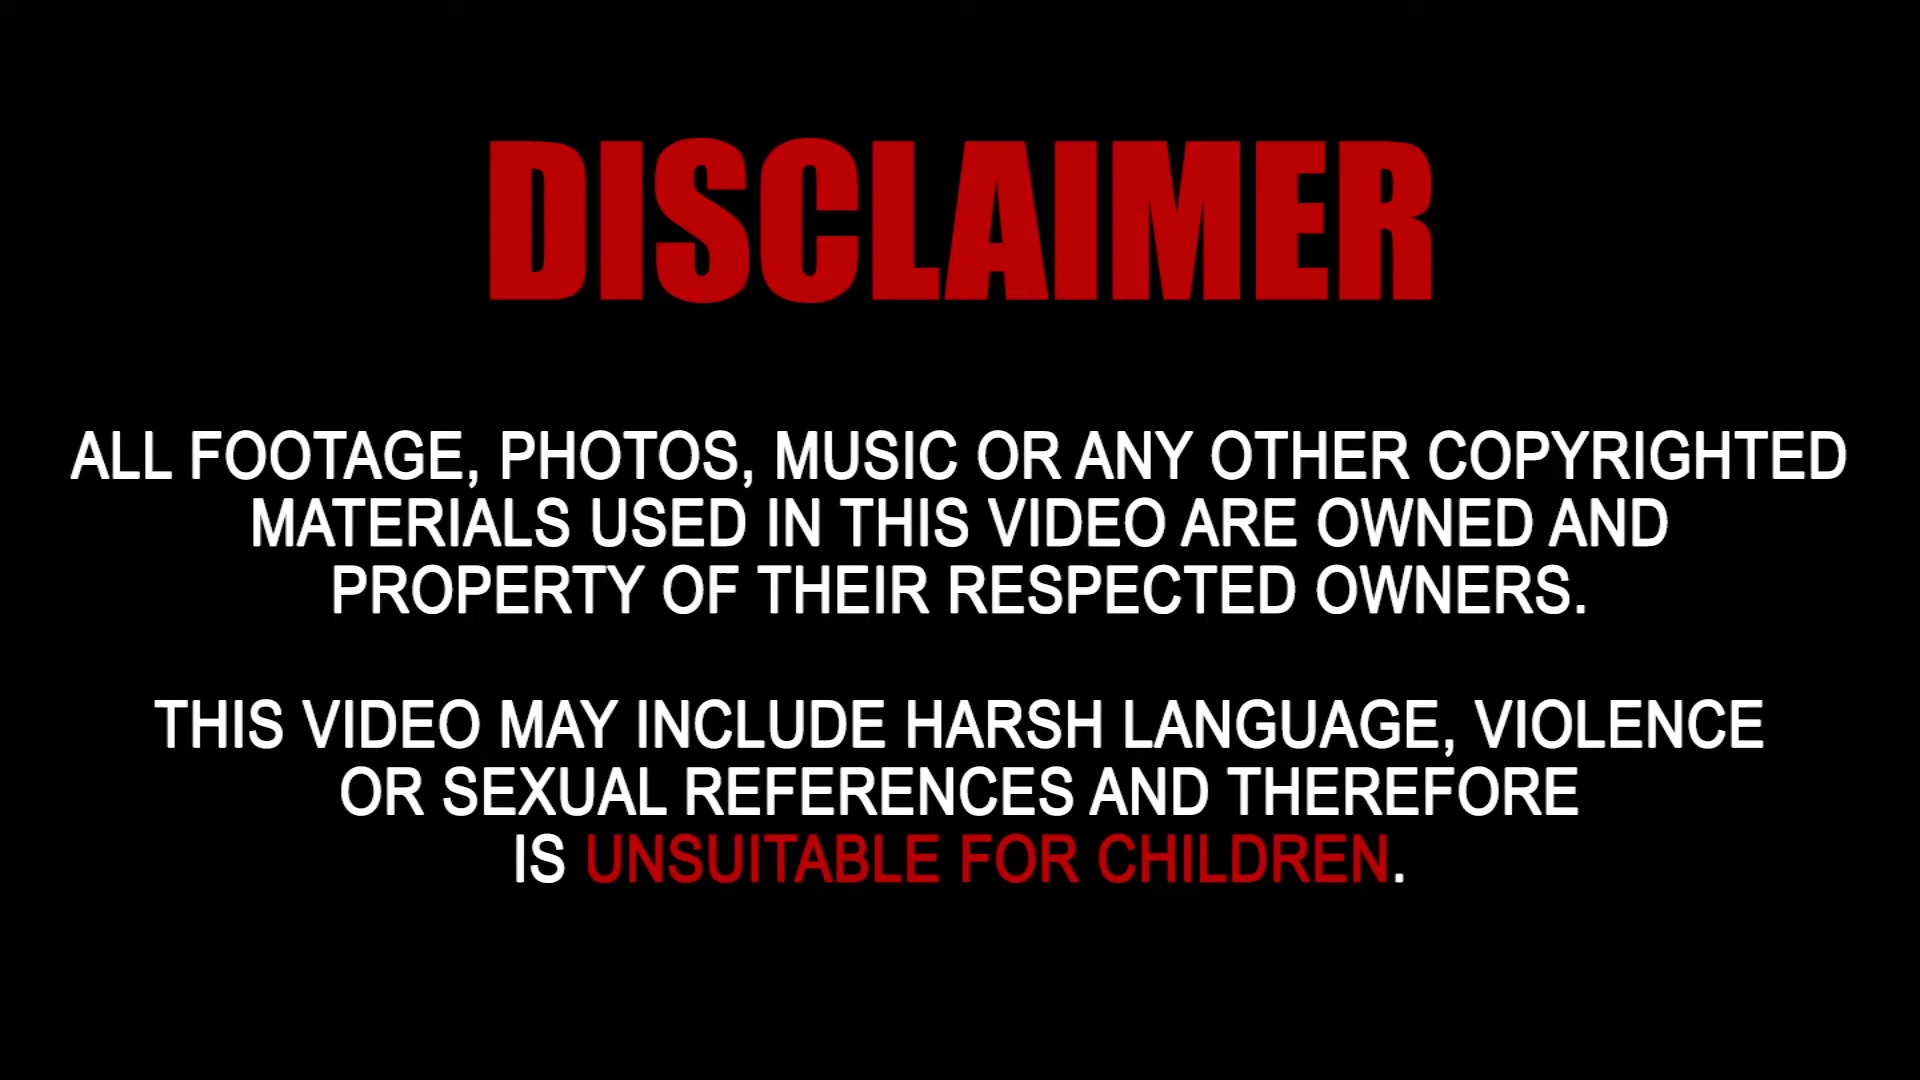 DISCLAIMER
ALL FOOTAGE, PHOTOS, MUSIC OR ANY OTHER COPYRIGHTED
MATERIALS USED IN THIS VIDEO ARE OWNED AND
PROPERTY OF THEIR RESPECTED OWNERS.
THIS VIDEO MAY INCLUDE HARSH LANGUAGE, VIOLENCE
OR SEXUAL REFERENCES AND THEREFORE
IS UNSUITABLE FOR CHILDREN.